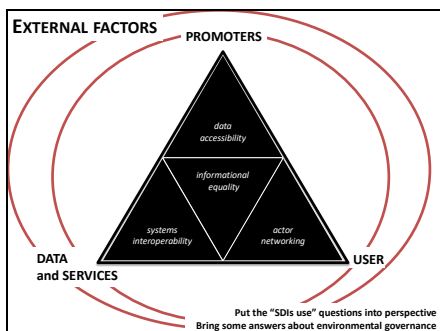 EXTERNAL FACTORS
PROMOTERS
data
accessibility
informational
equality
systems
interoperability
actor
networking
DATA
and SERVICES
USER
Put the “SDIs use” questions into perspective
Bring some answers about environmental governance